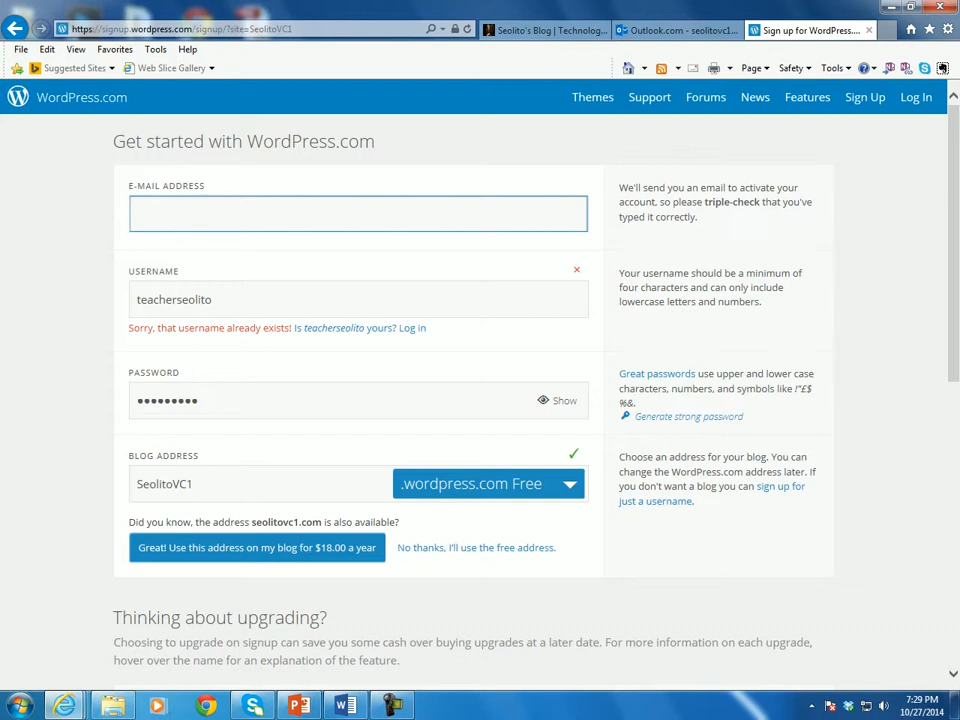 https://signup.wordpress.com/signup/?site=SeolitoVC1
Seolito's Blog | Technolog...
Outlook.com - seolitovc1...
Sign up for WordPress....
File Edit View Favorites Tools Help
Suggested Sites Web Slice Gallery
Page Safety Tools
WordPress.com
Themes Support Forums News Features Sign Up Log In
Get started with WordPress.com
E-MAIL ADDRESS
We'll send you an email to activate your
account, so please triple-check that you've
typed it correctly.
USERNAME
teacherseolito
Sorry, that username already exists! Is teacherseolito yours? Log in
Your username should be a minimum of
four characters and can only include
lowercase letters and numbers.
PASSWORD
●●●●●●●●●
Show
Great passwords use upper and lower case
characters, numbers, and symbols like !"£$
%&.
Generate strong password
BLOG ADDRESS
SeolitoVC1
.wordpress.com Free
Did you know, the address seolitovc1.com is also available?
Great! Use this address on my blog for $18.00 a year
No thanks, I'll use the free address.
Choose an address for your blog. You can
change the WordPress.com address later. If
you don't want a blog you can sign up for
just a username.
Thinking about upgrading?
Choosing to upgrade on signup can save you some cash over buying upgrades at a later date. For more information on each upgrade,
hover over the name for an explanation of the feature.
7:29 PM
10/27/2014